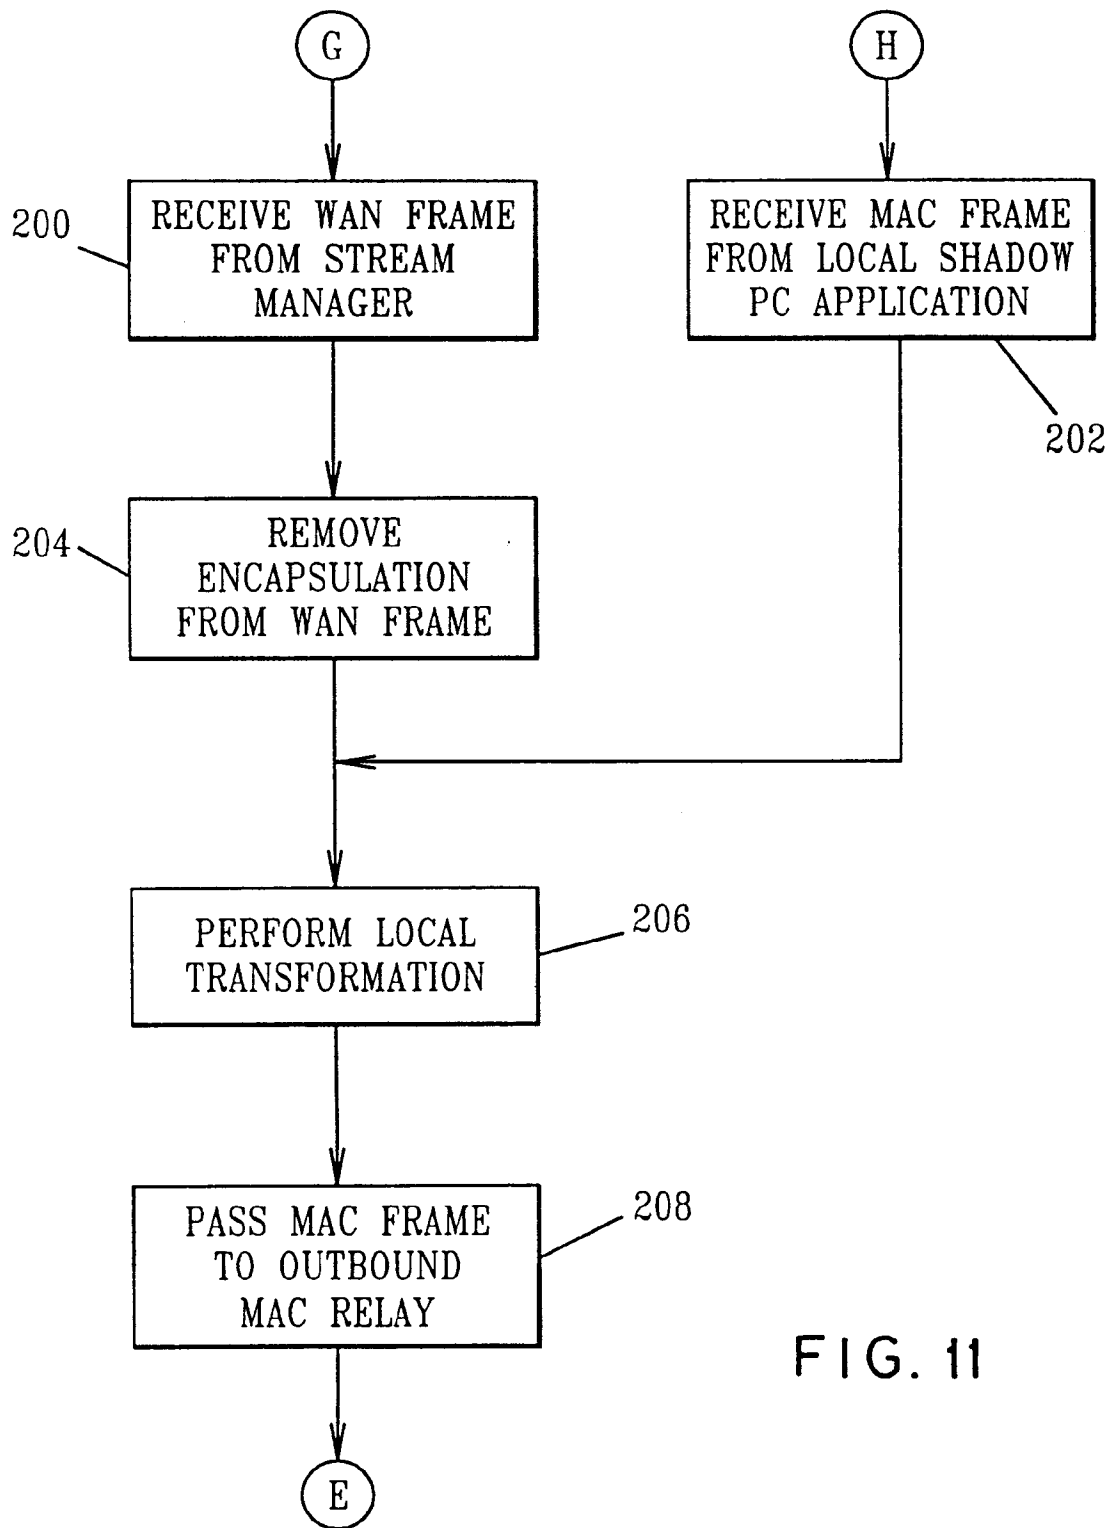 G
H
200
RECEIVE WAN FRAME
FROM STREAM
MANAGER
RECEIVE MAC FRAME
FROM LOCAL SHADOW
PC APPLICATION
202
204
REMOVE
ENCAPSULATION
FROM WAN FRAME
PERFORM LOCAL
TRANSFORMATION
206
PASS MAC FRAME
TO OUTBOUND
MAC RELAY
208
FIG. 11
E